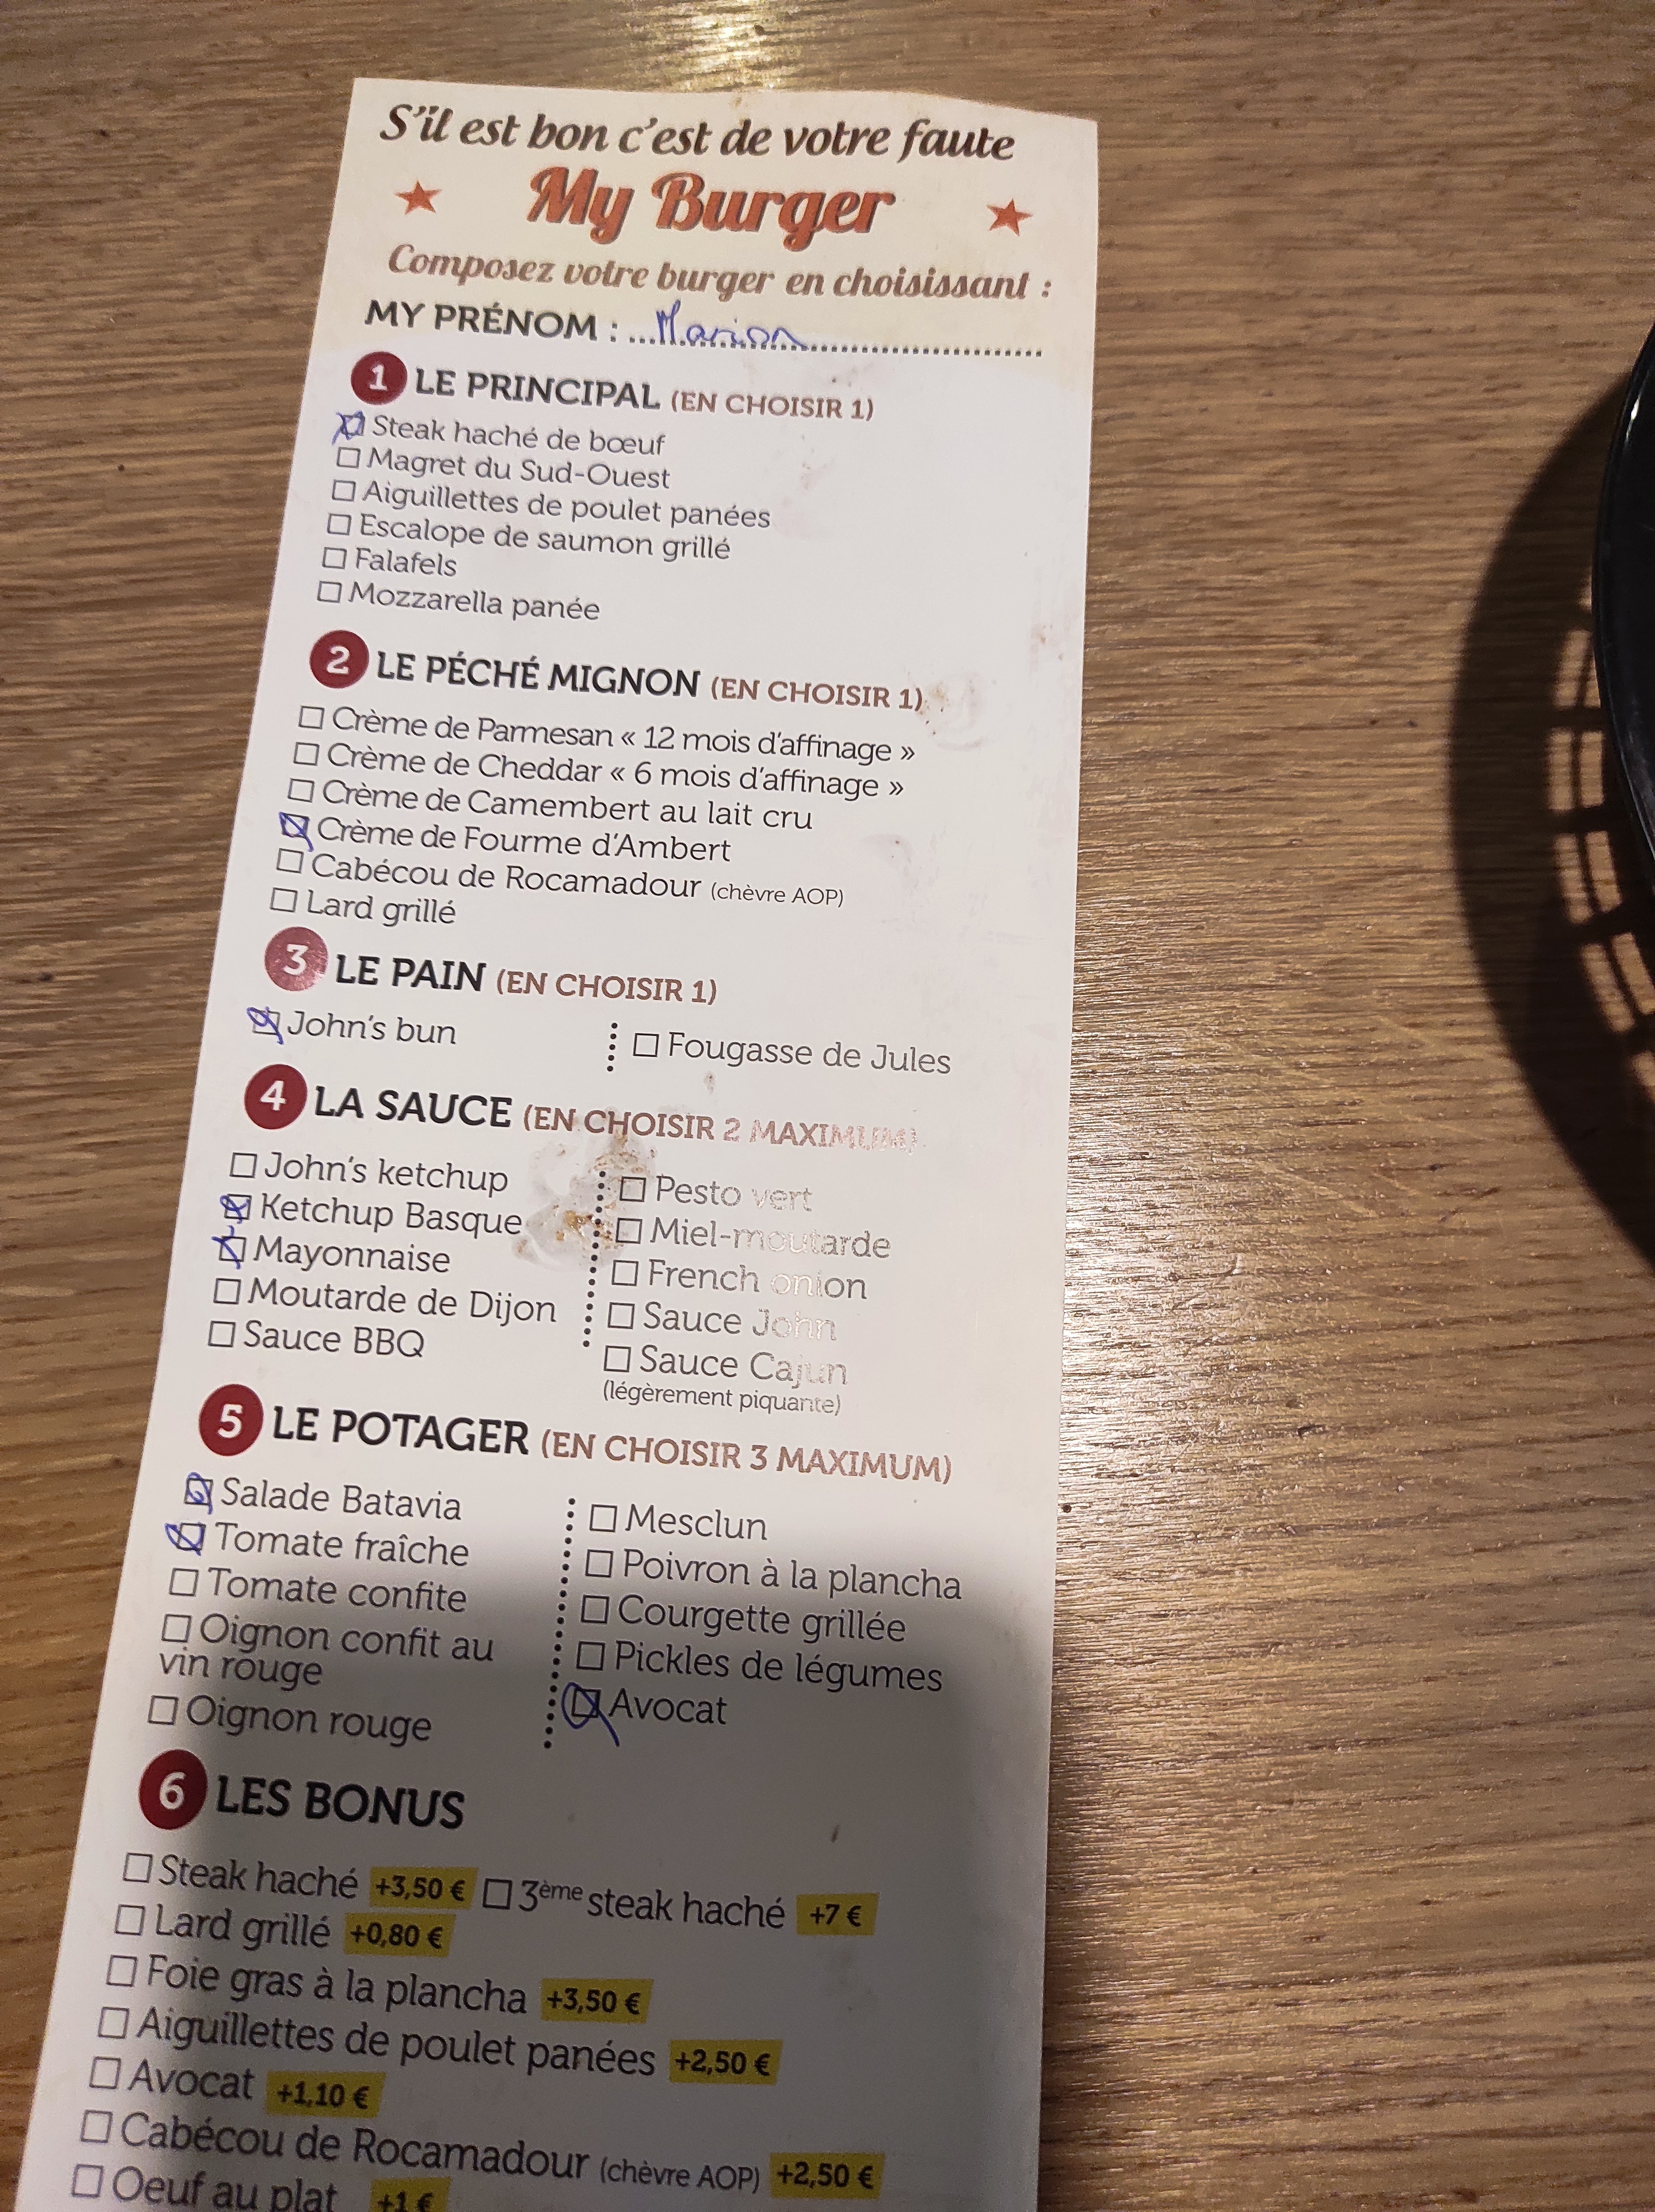 S'il est bon c'est de votre faute
My Burger
Composez votre burger en choisissant :
MY PRÉNOM : ...Marion...
1 LE PRINCIPAL (EN CHOISIR 1)
Steak haché de bœuf
Magret du Sud-Ouest
Aiguillettes de poulet panées
Escalope de saumon grillé
Falafels
Mozzarella panée
2 LE PÉCHÉ MIGNON (EN CHOISIR 1)
Crème de Parmesan « 12 mois d'affinage »
Crème de Cheddar « 6 mois d'affinage »
Crème de Camembert au lait cru
Crème de Fourme d'Ambert
Cabécou de Rocamadour (chèvre AOP)
Lard grillé
3 LE PAIN (EN CHOISIR 1)
John's bun
Fougasse de Jules
4 LA SAUCE (EN CHOISIR 2 MAXIMUM)
John's ketchup
Ketchup Basque
Mayonnaise
Moutarde de Dijon
Sauce BBQ
Pesto vert
Miel-moutarde
French onion
Sauce John
Sauce Cajun
(légèrement piquante)
5 LE POTAGER (EN CHOISIR 3 MAXIMUM)
Salade Batavia
Tomate fraîche
Tomate confite
Oignon confit au
vin rouge
Oignon rouge
Mesclun
Poivron à la plancha
Courgette grillée
Pickles de légumes
Avocat
6 LES BONUS
Steak haché +3,50 € 3ème steak haché +7 €
Lard grillé +0,80 €
Foie gras à la plancha +3,50 €
Aiguillettes de poulet panées +2,50 €
Avocat +1,10 €
Cabécou de Rocamadour (chèvre AOP) +2,50 €
Oeuf au plat +1 €